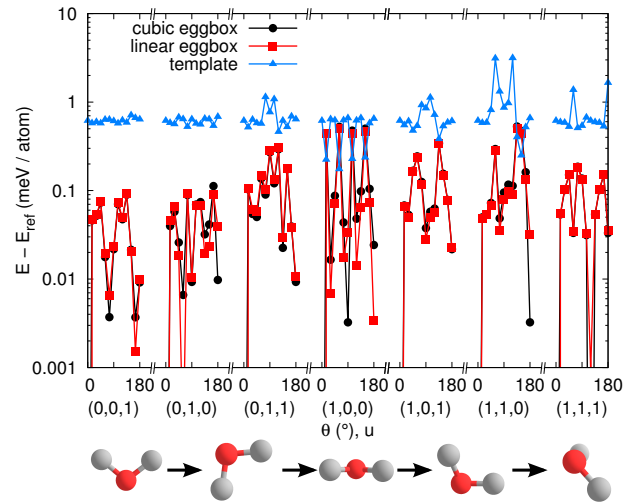 10
cubic eggbox
linear eggbox
template
1
0.1
0.01
0.001
E − E_ref (meV / atom)
0 180 0 180 0 180 0 180 0 180 0 180 0 180
(0,0,1) (0,1,0) (0,1,1) (1,0,0) (1,0,1) (1,1,0) (1,1,1)
θ (°), u